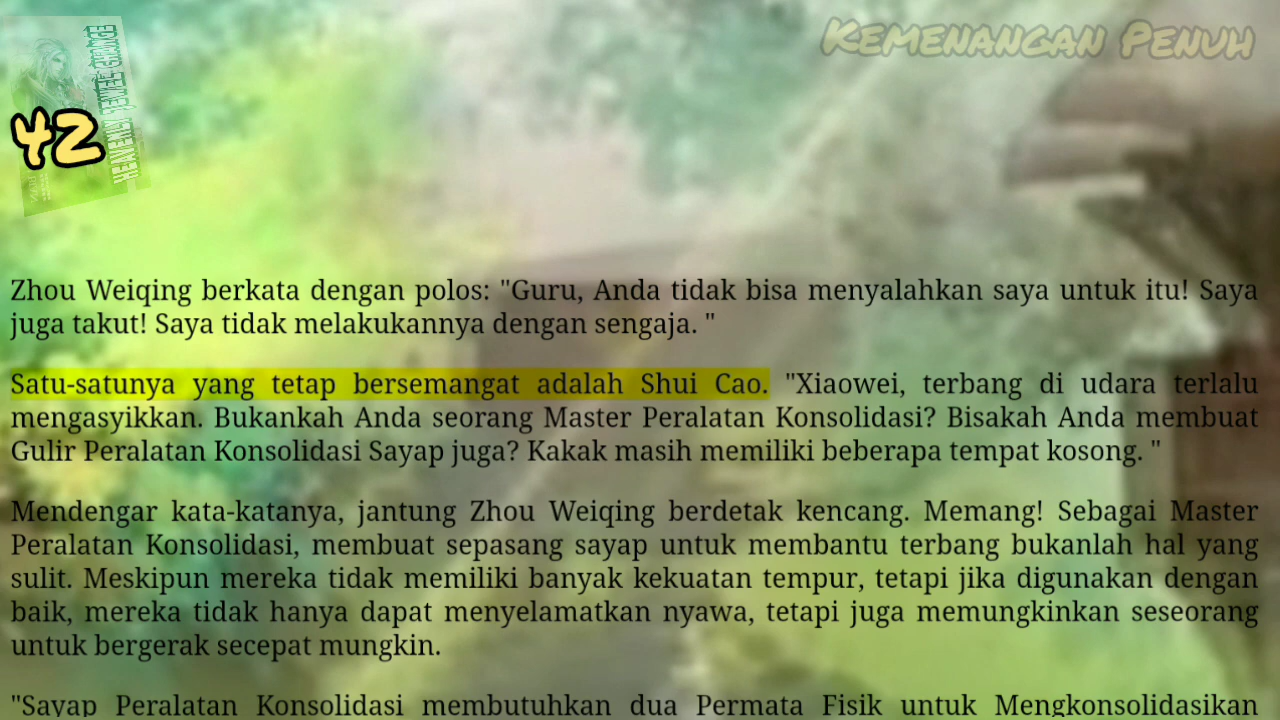 Kemenangan Penuh
HEAVENLY JEWEL CHANGE
42
Zhou Weiqing berkata dengan polos: "Guru, Anda tidak bisa menyalahkan saya untuk itu! Saya
juga takut! Saya tidak melakukannya dengan sengaja. "
Satu-satunya yang tetap bersemangat adalah Shui Cao. "Xiaowei, terbang di udara terlalu
mengasyikkan. Bukankah Anda seorang Master Peralatan Konsolidasi? Bisakah Anda membuat
Gulir Peralatan Konsolidasi Sayap juga? Kakak masih memiliki beberapa tempat kosong. "
Mendengar kata-katanya, jantung Zhou Weiqing berdetak kencang. Memang! Sebagai Master
Peralatan Konsolidasi, membuat sepasang sayap untuk membantu terbang bukanlah hal yang
sulit. Meskipun mereka tidak memiliki banyak kekuatan tempur, tetapi jika digunakan dengan
baik, mereka tidak hanya dapat menyelamatkan nyawa, tetapi juga memungkinkan seseorang
untuk bergerak secepat mungkin.
"Sayap Peralatan Konsolidasi membutuhkan dua Permata Fisik untuk Mengkonsolidasikan